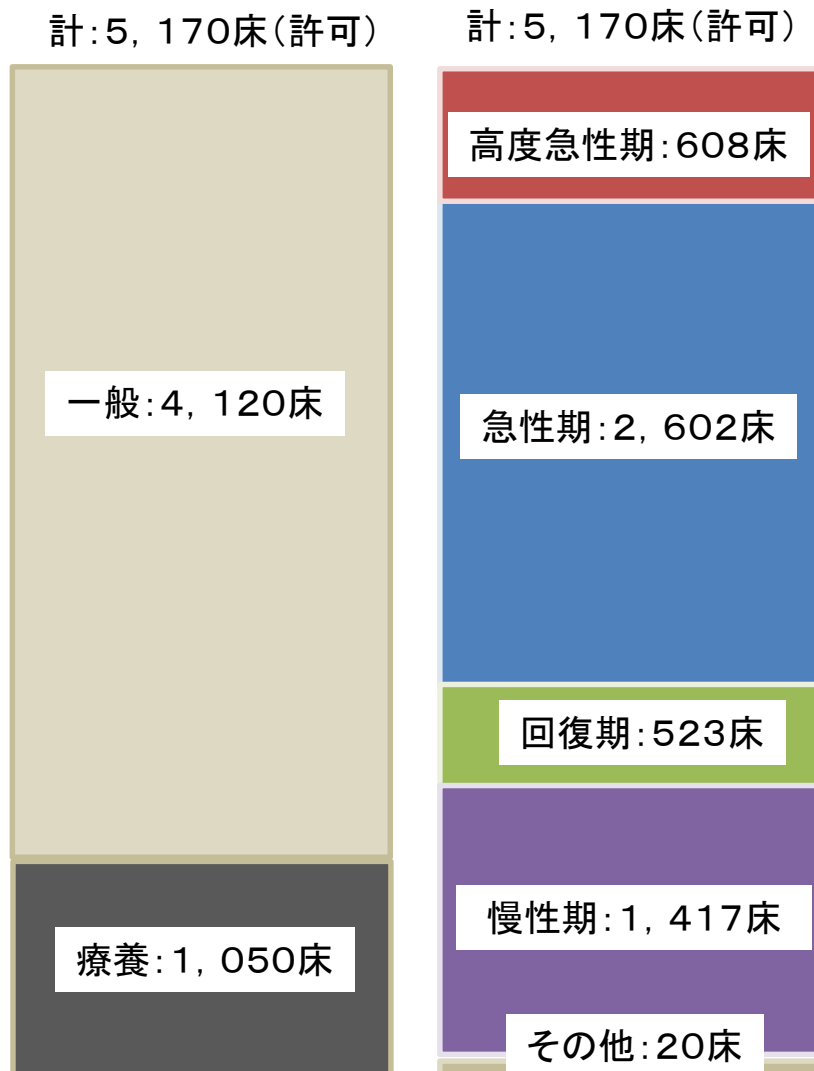 計:5,170床(許可)
一般:4,120床
療養:1,050床
計:5,170床(許可)
高度急性期:608床
急性期:2,602床
回復期:523床
慢性期:1,417床
その他:20床